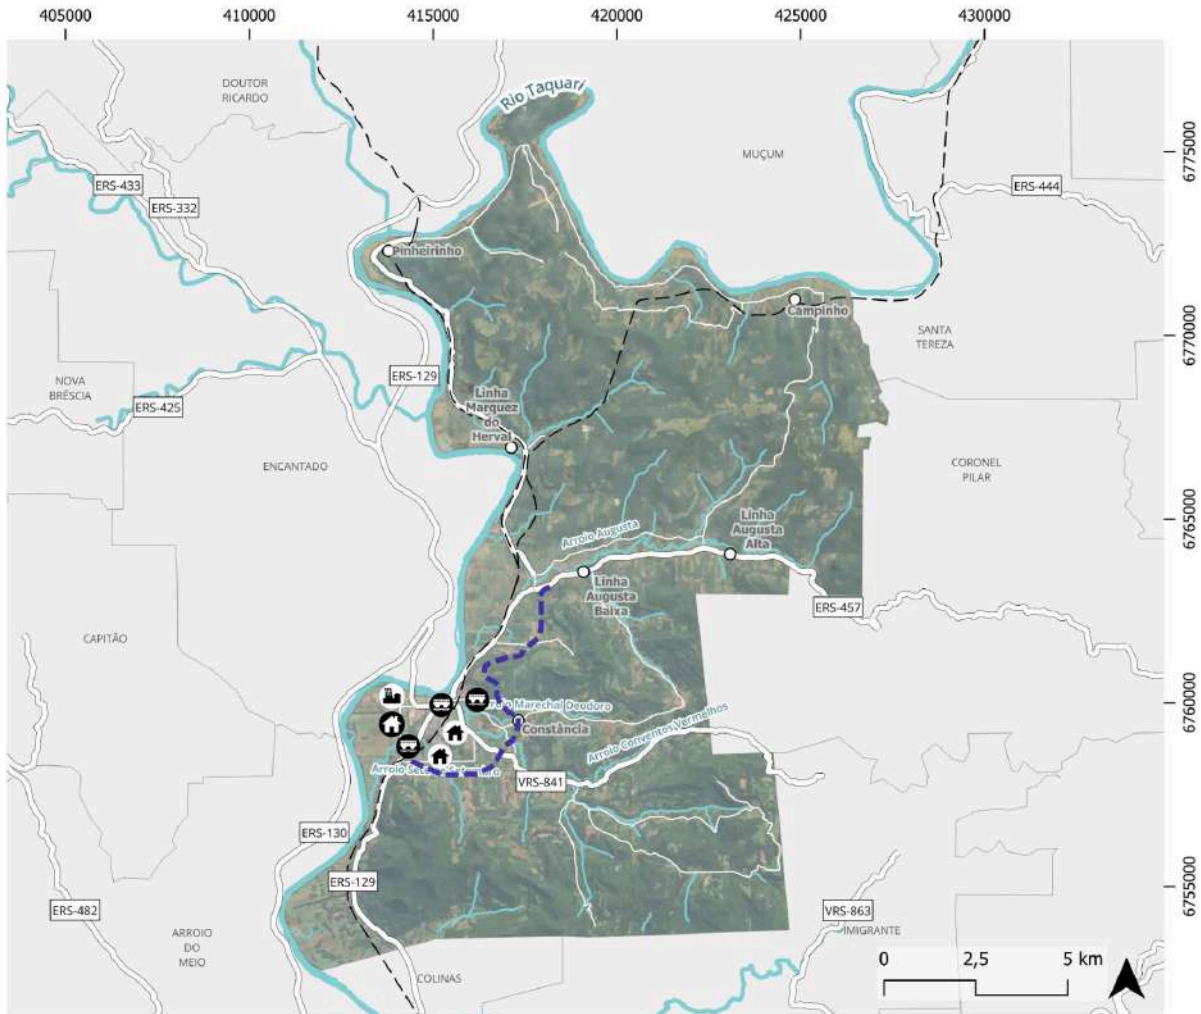 405000 410000 415000 420000 425000 430000
DOUTOR
RICARDO
Rio Taquari
6775000
MUÇUM
ERS-433
ERS-444
ERS-332
Pinheirinho
Campinho
SANTA
TEREZA
6770000
ERS-129
NOVA
BRÉSCIA
Linha
Marquez
do
Herval
ERS-425
ENCANTADO
CORONEL
PILAR
Linha
Augusta
Alta
6765000
Arroio Augusta
Linha
Augusta
Baixa
ERS-457
CAPITÃO
Marechal Deodoro
6760000
Constância
Arroio Conventos Vermelhos
Arroio
VRS-841
ERS-130
ERS-129
6755000
ERS-482
VRS-863
IMIGRANTE
ARROIO
DO
MEIO
COLINAS
0 2,5 5 km